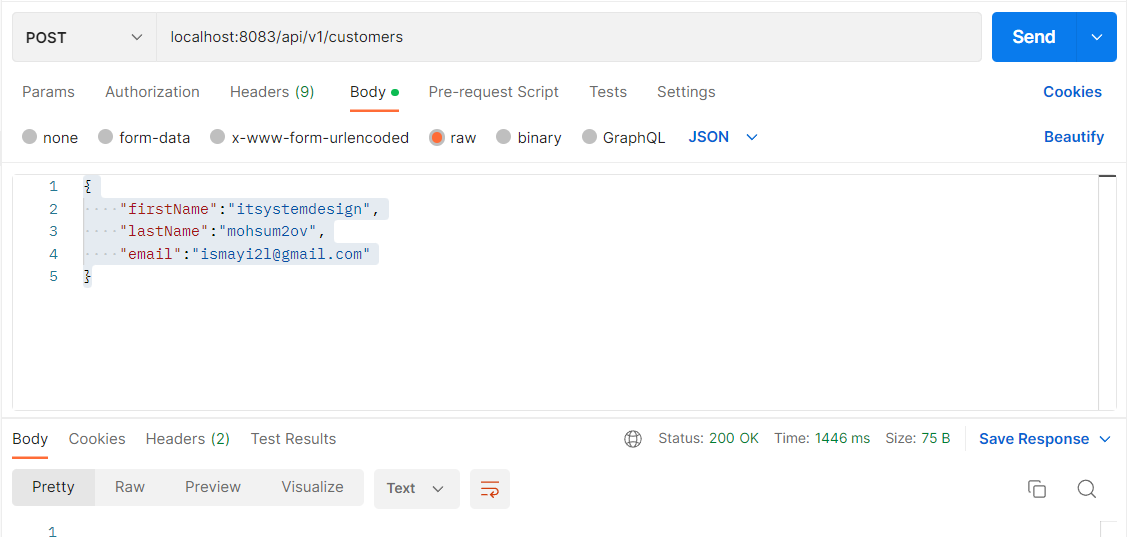 POST localhost:8083/api/v1/customers Send
Params Authorization Headers (9) Body Pre-request Script Tests Settings Cookies
none form-data x-www-form-urlencoded raw binary GraphQL JSON Beautify
1 {
2 "firstName":"itsystemdesign",
3 "lastName":"mohsum2ov",
4 "email":"ismayi2l@gmail.com"
5 }
Body Cookies Headers (2) Test Results Status: 200 OK Time: 1446 ms Size: 75 B Save Response
Pretty Raw Preview Visualize Text
1